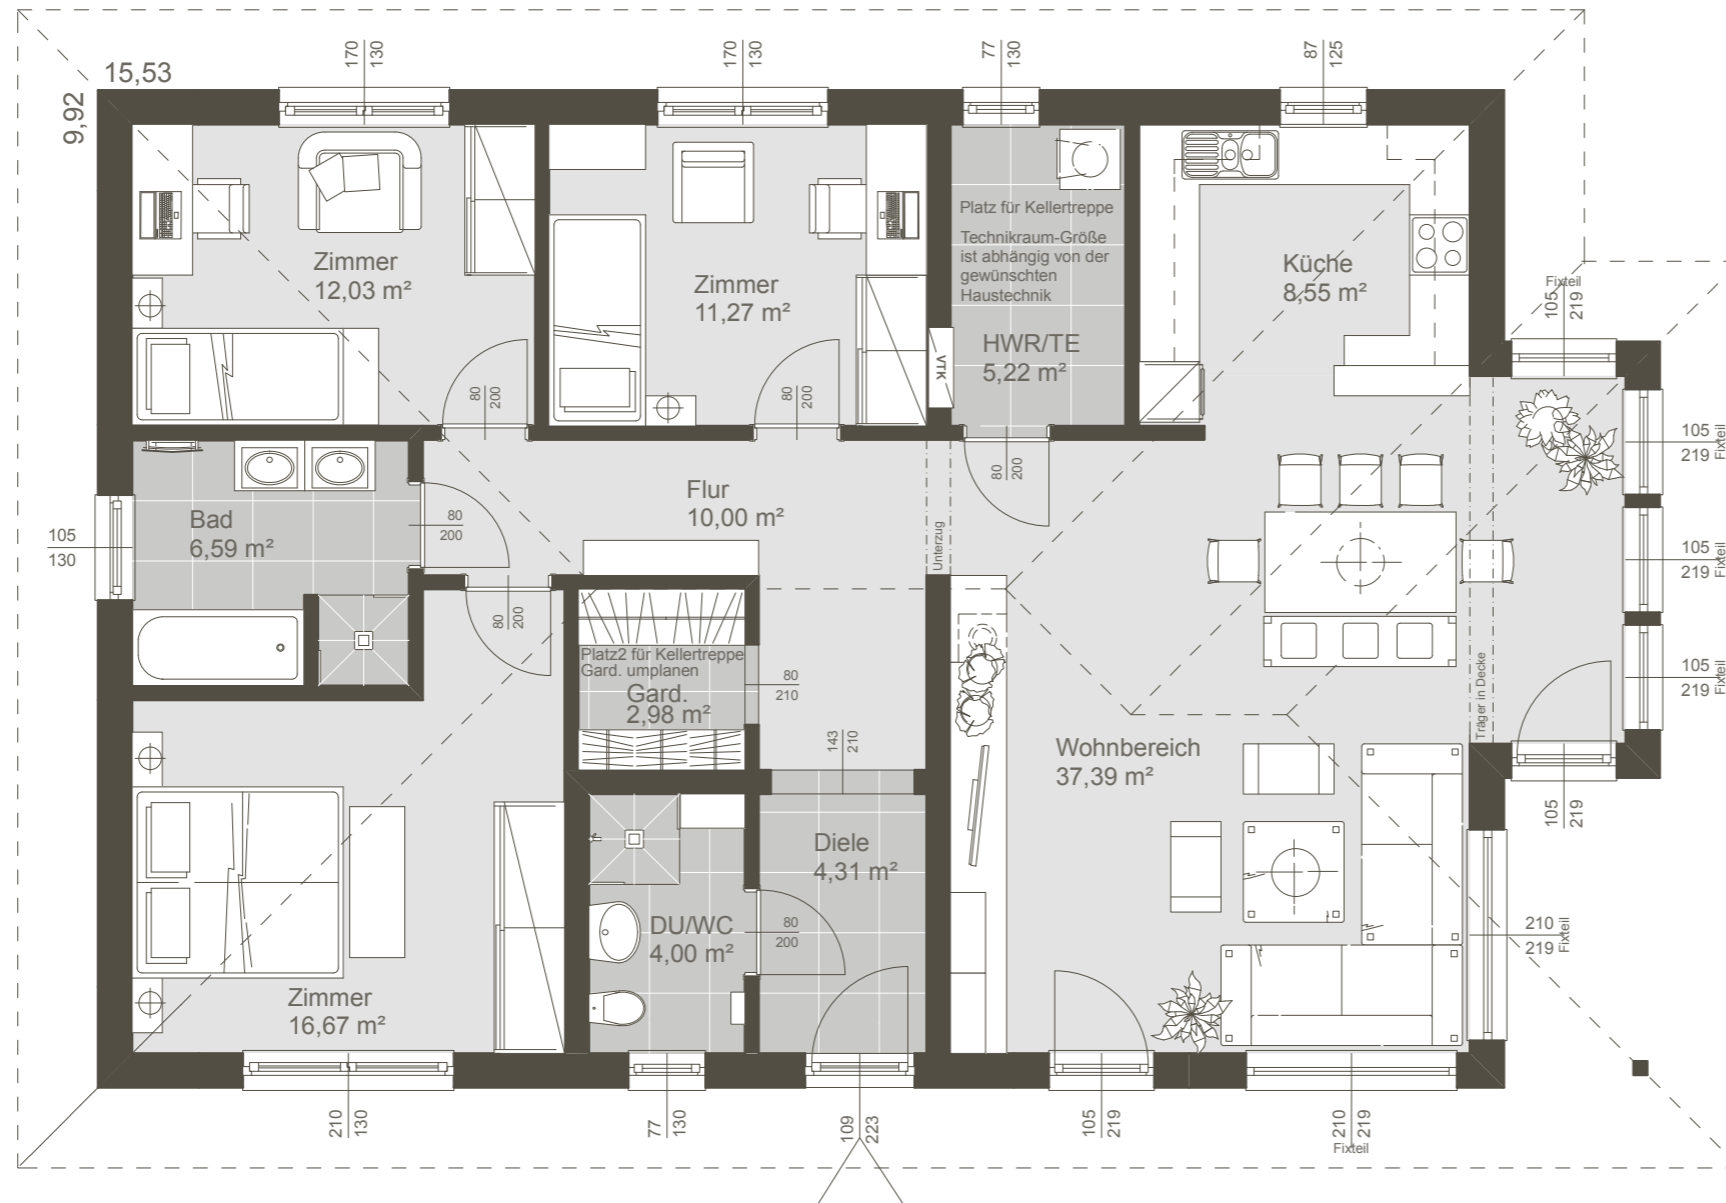 170
130
170
130
77
130
87
125
15,53
9,92
Zimmer
12,03 m²
Zimmer
11,27 m²
Platz für Kellertreppe
Technikraum-Größe
ist abhängig von der
gewünschten
Haustechnik
HWR/TE
5,22 m²
VTK
Küche
8,55 m²
Fixteil
105
219
80
200
80
200
80
200
105
219
Fixteil
Bad
6,59 m²
105
130
80
200
Flur
10,00 m²
Unterzug
105
219
Fixteil
80
200
Platz2 für Kellertreppe
Gard. umplanen
Gard.
2,98 m²
80
210
143
210
Träger in Decke
105
219
Fixteil
Wohnbereich
37,39 m²
105
219
Diele
4,31 m²
DU/WC
4,00 m²
80
200
210
219
Fixteil
Zimmer
16,67 m²
210
130
77
130
109
223
105
219
210
219
Fixteil